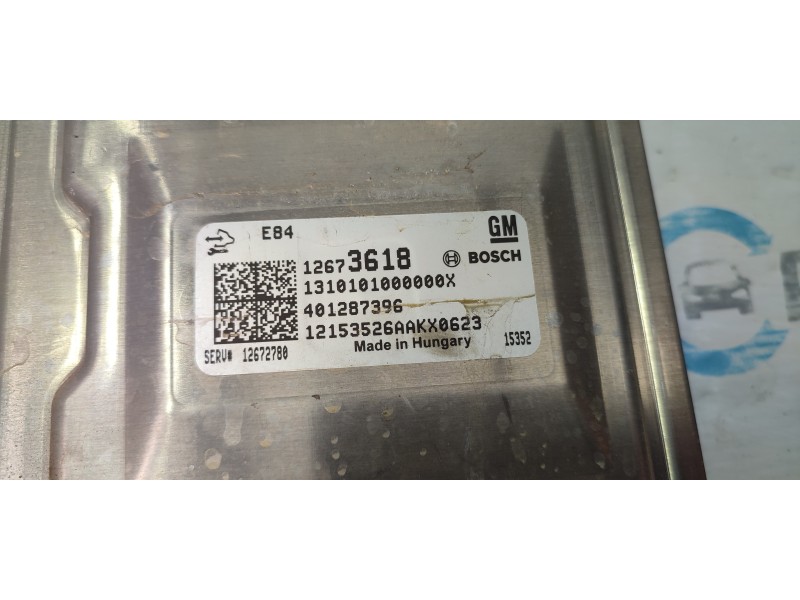 E84 GM
12673618 BOSCH
1310101000000X
401287396
12153526AAKX0623
Made in Hungary 15352
SERV# 12672780